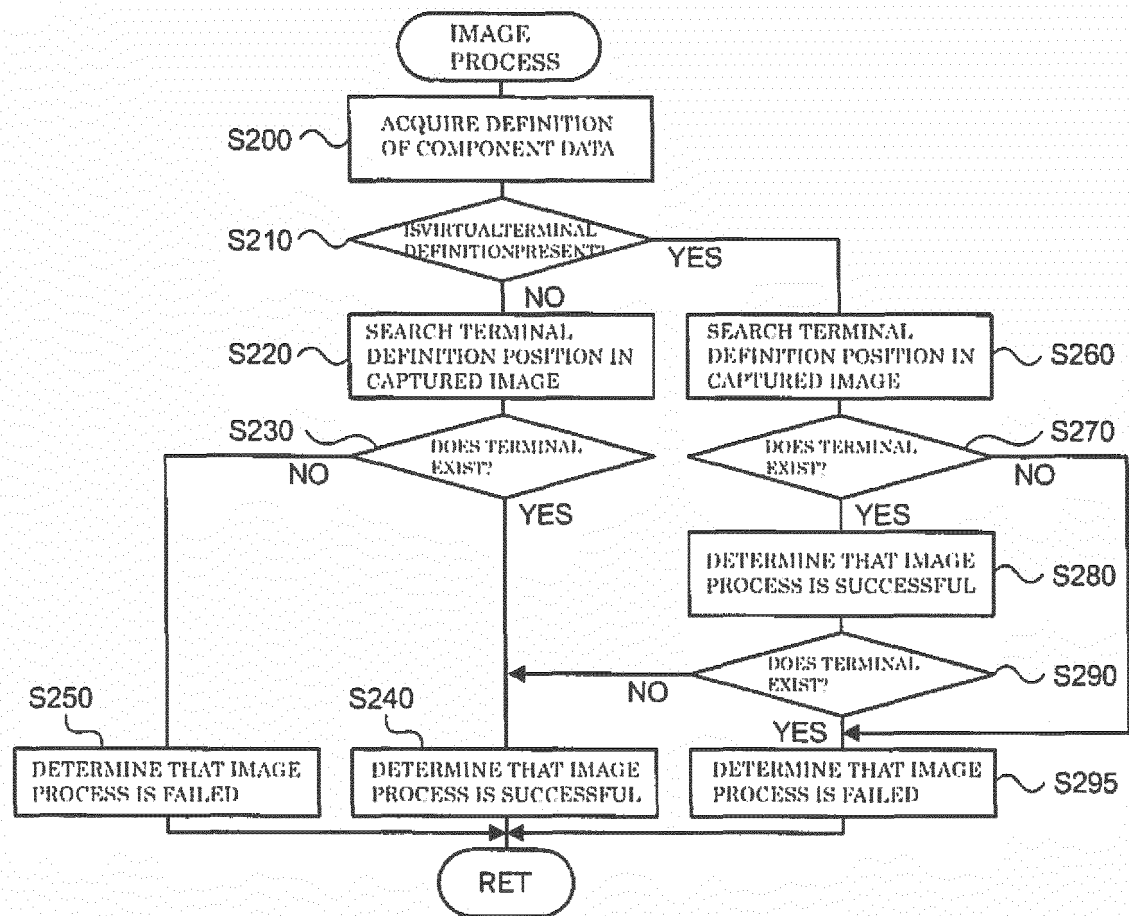 IMAGE
PROCESS
S200
ACQUIRE DEFINITION
OF COMPONENT DATA
S210
ISVIRTUALTERMINAL
DEFINITIONPRESENT?
YES
NO
S220
SEARCH TERMINAL
DEFINITION POSITION IN
CAPTURED IMAGE
SEARCH TERMINAL
DEFINITION POSITION IN
CAPTURED IMAGE
S260
S230
DOES TERMINAL
EXIST?
NO
YES
DOES TERMINAL
EXIST?
S270
NO
YES
DETERMINE THAT IMAGE
PROCESS IS SUCCESSFUL
S280
DOES TERMINAL
EXIST?
S290
NO
YES
S250
DETERMINE THAT IMAGE
PROCESS IS FAILED
S240
DETERMINE THAT IMAGE
PROCESS IS SUCCESSFUL
DETERMINE THAT IMAGE
PROCESS IS FAILED
S295
RET